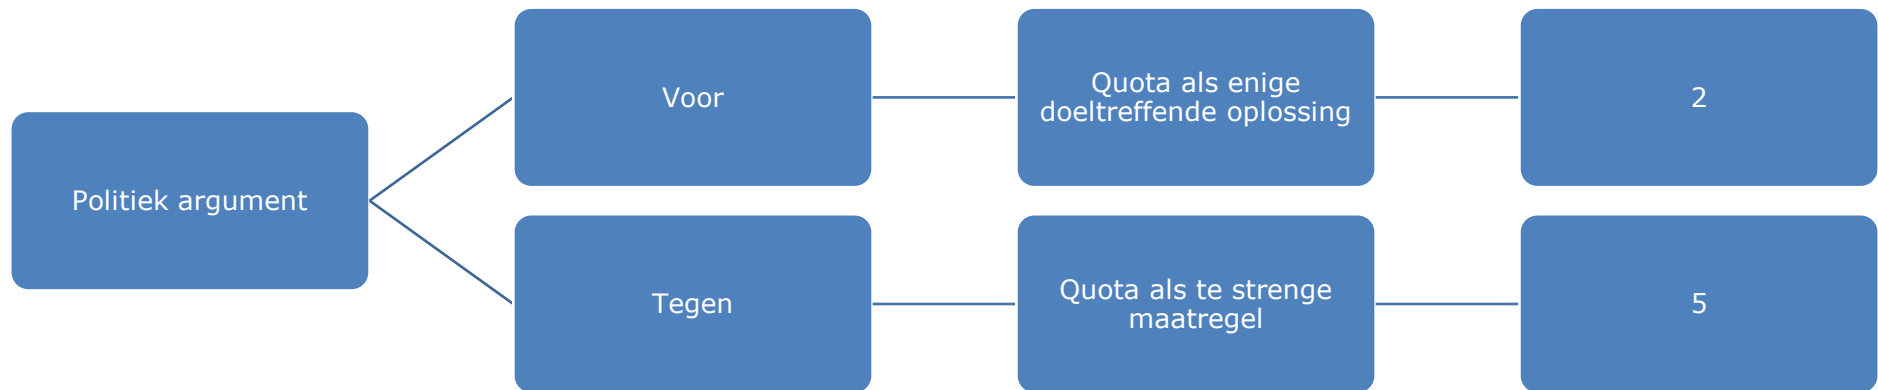 Politiek argument
Voor
Quota als enige
doeltreffende oplossing
2
Tegen
Quota als te strenge
maatregel
5